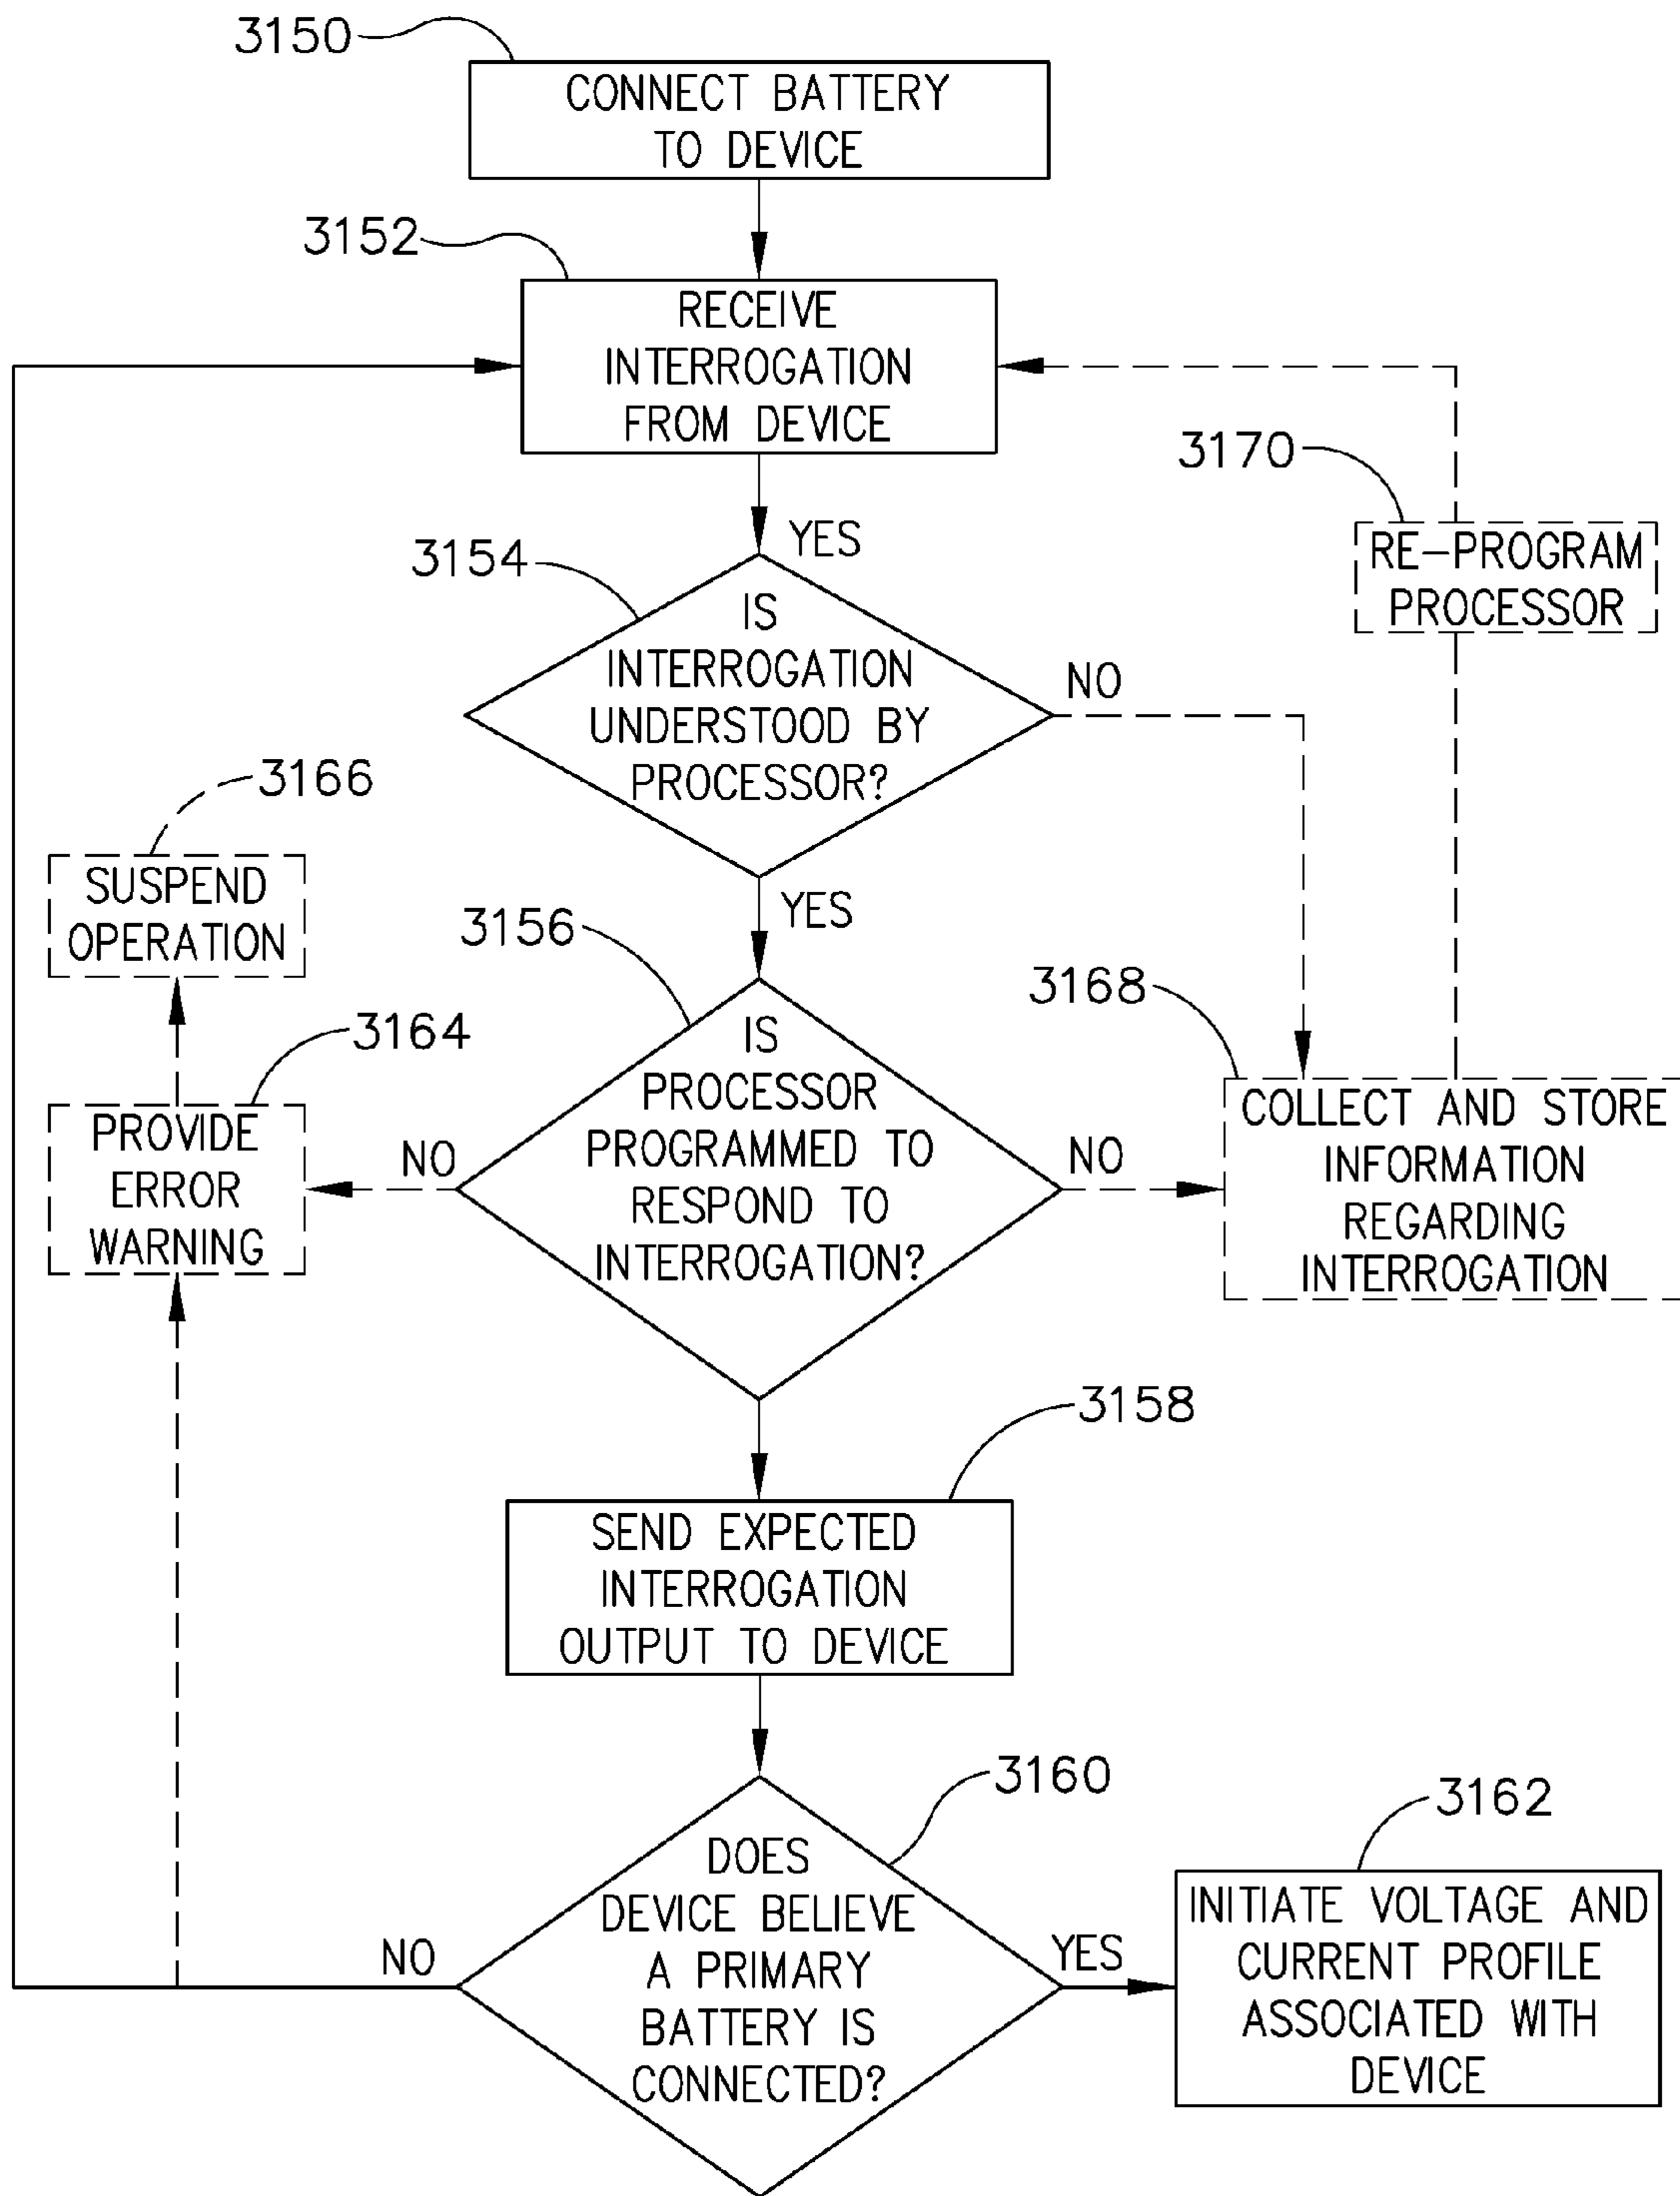 3150
CONNECT BATTERY
TO DEVICE
3152
RECEIVE
INTERROGATION
FROM DEVICE
3170
RE-PROGRAM
PROCESSOR
YES
3154
IS
INTERROGATION
UNDERSTOOD BY
PROCESSOR?
NO
3166
SUSPEND
OPERATION
YES
3156
IS
PROCESSOR
PROGRAMMED TO
RESPOND TO
INTERROGATION?
3164
PROVIDE
ERROR
WARNING
NO
NO
3168
COLLECT AND STORE
INFORMATION
REGARDING
INTERROGATION
3158
SEND EXPECTED
INTERROGATION
OUTPUT TO DEVICE
3160
DOES
DEVICE BELIEVE
A PRIMARY
BATTERY IS
CONNECTED?
NO
YES
3162
INITIATE VOLTAGE AND
CURRENT PROFILE
ASSOCIATED WITH
DEVICE